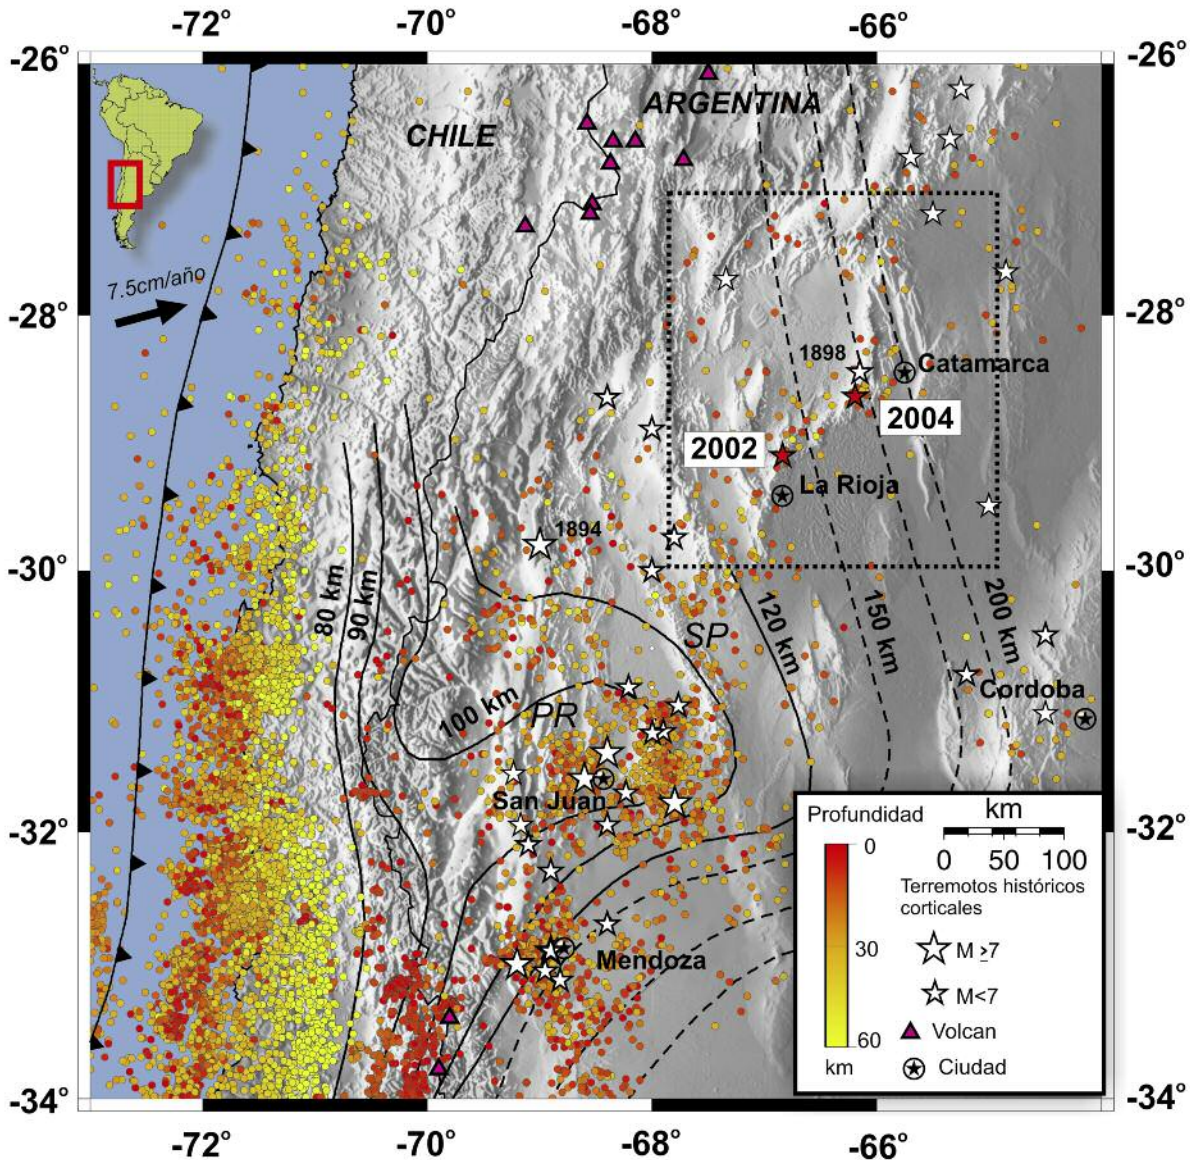 -72° -70° -68° -66°
-26° -26°
ARGENTINA
CHILE
7.5cm/año
-28° -28°
1898
Catamarca
2004
2002
La Rioja
1894
-30° -30°
80 km
90 km
120 km
150 km
200 km
SP
Cordoba
100 km
PR
San Juan
-32° -32°
Mendoza
Profundidad
0
30
60
km
km
0 50 100
Terremotos históricos
corticales
M ≥7
M<7
Volcan
Ciudad
-34° -34°
-72° -70° -68° -66°